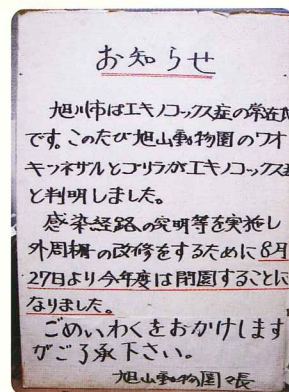 お知らせ
旭川市はエキノコックス症の常在
です。このたび旭山動物園のワオ
キツネザルとゴリラがエキノコックス
と判明しました。
感染経路の究明等を実施し
外周柵の改修をするために8月
27日より今年度は閉園することに
なりました。
ごめいわくをおかけします
がご了承下さい。
旭山動物園々長